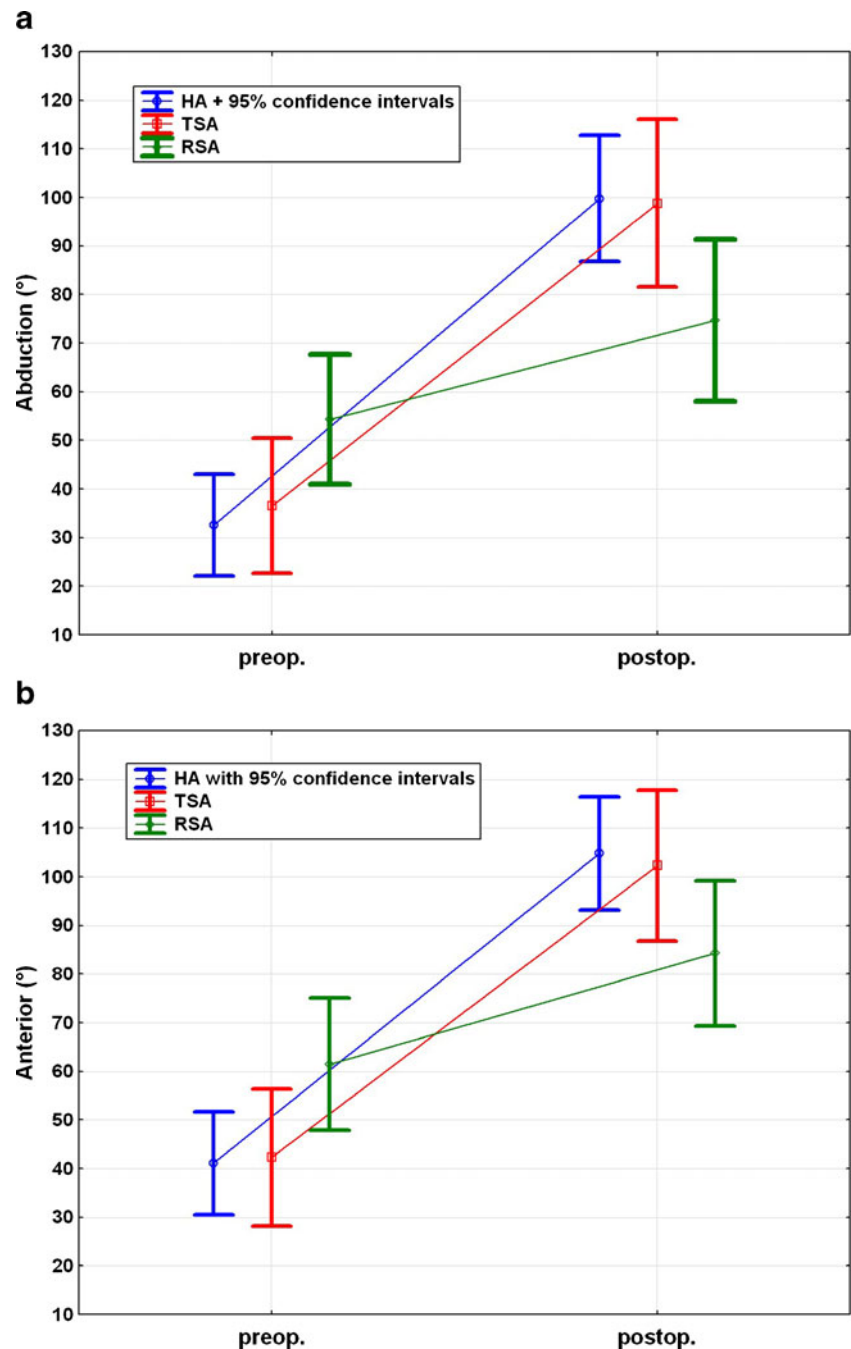 a
130
120
110
100
90
80
70
60
50
40
30
20
10
Abduction (°)
HA + 95% confidence intervals
TSA
RSA
preop. postop.
b
130
120
110
100
90
80
70
60
50
40
30
20
10
Anterior (°)
HA with 95% confidence intervals
TSA
RSA
preop. postop.